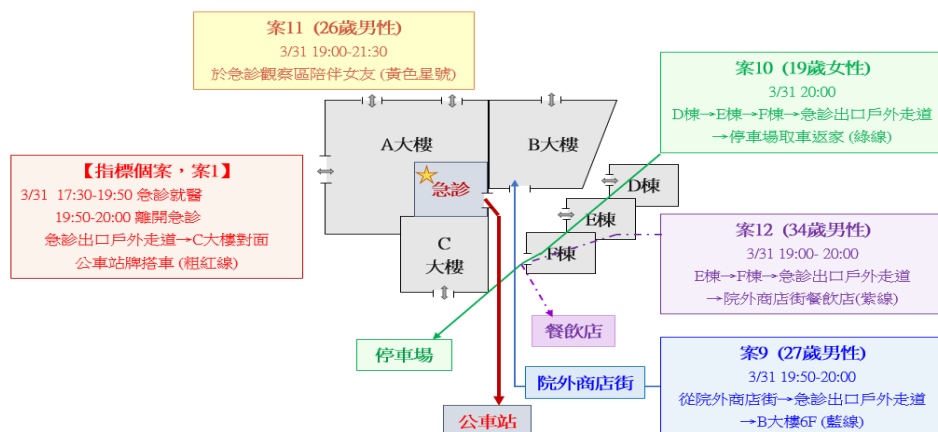 案11 (26歲男性)
3/31 19:00-21:30
於急診觀察區陪伴女友 (黃色星號)
案10 (19歲女性)
3/31 20:00
D棟→E棟→F棟→急診出口戶外走道
→停車場取車返家 (綠線)
【指標個案，案1】
3/31 17:30-19:50 急診就醫
19:50-20:00 離開急診
急診出口戶外走道→C大樓對面
公車站牌搭車 (粗紅線)
A大樓
B大樓
急診
C
大樓
D棟
E棟
F棟
案12 (34歲男性)
3/31 19:00- 20:00
E棟→F棟→急診出口戶外走道
→院外商店街餐飲店(紫線)
餐飲店
停車場
院外商店街
公車站
案9 (27歲男性)
3/31 19:50-20:00
從院外商店街→急診出口戶外走道
→B大樓6F (藍線)